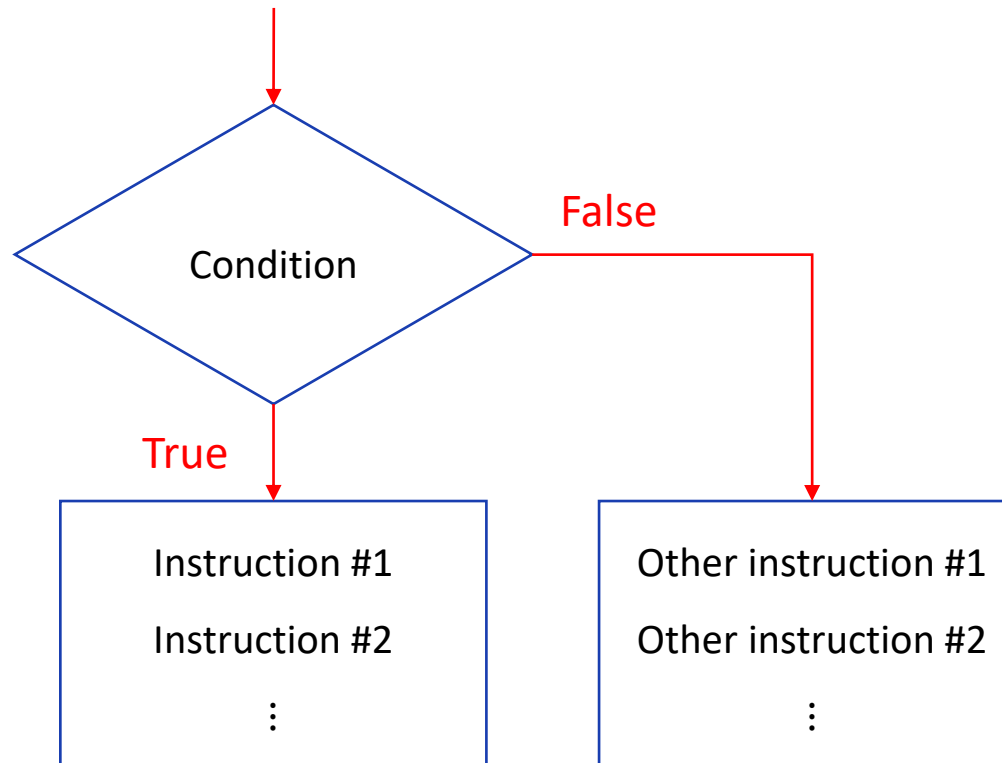 False
Condition
True
Instruction #1
Instruction #2
⋮
Other instruction #1
Other instruction #2
⋮